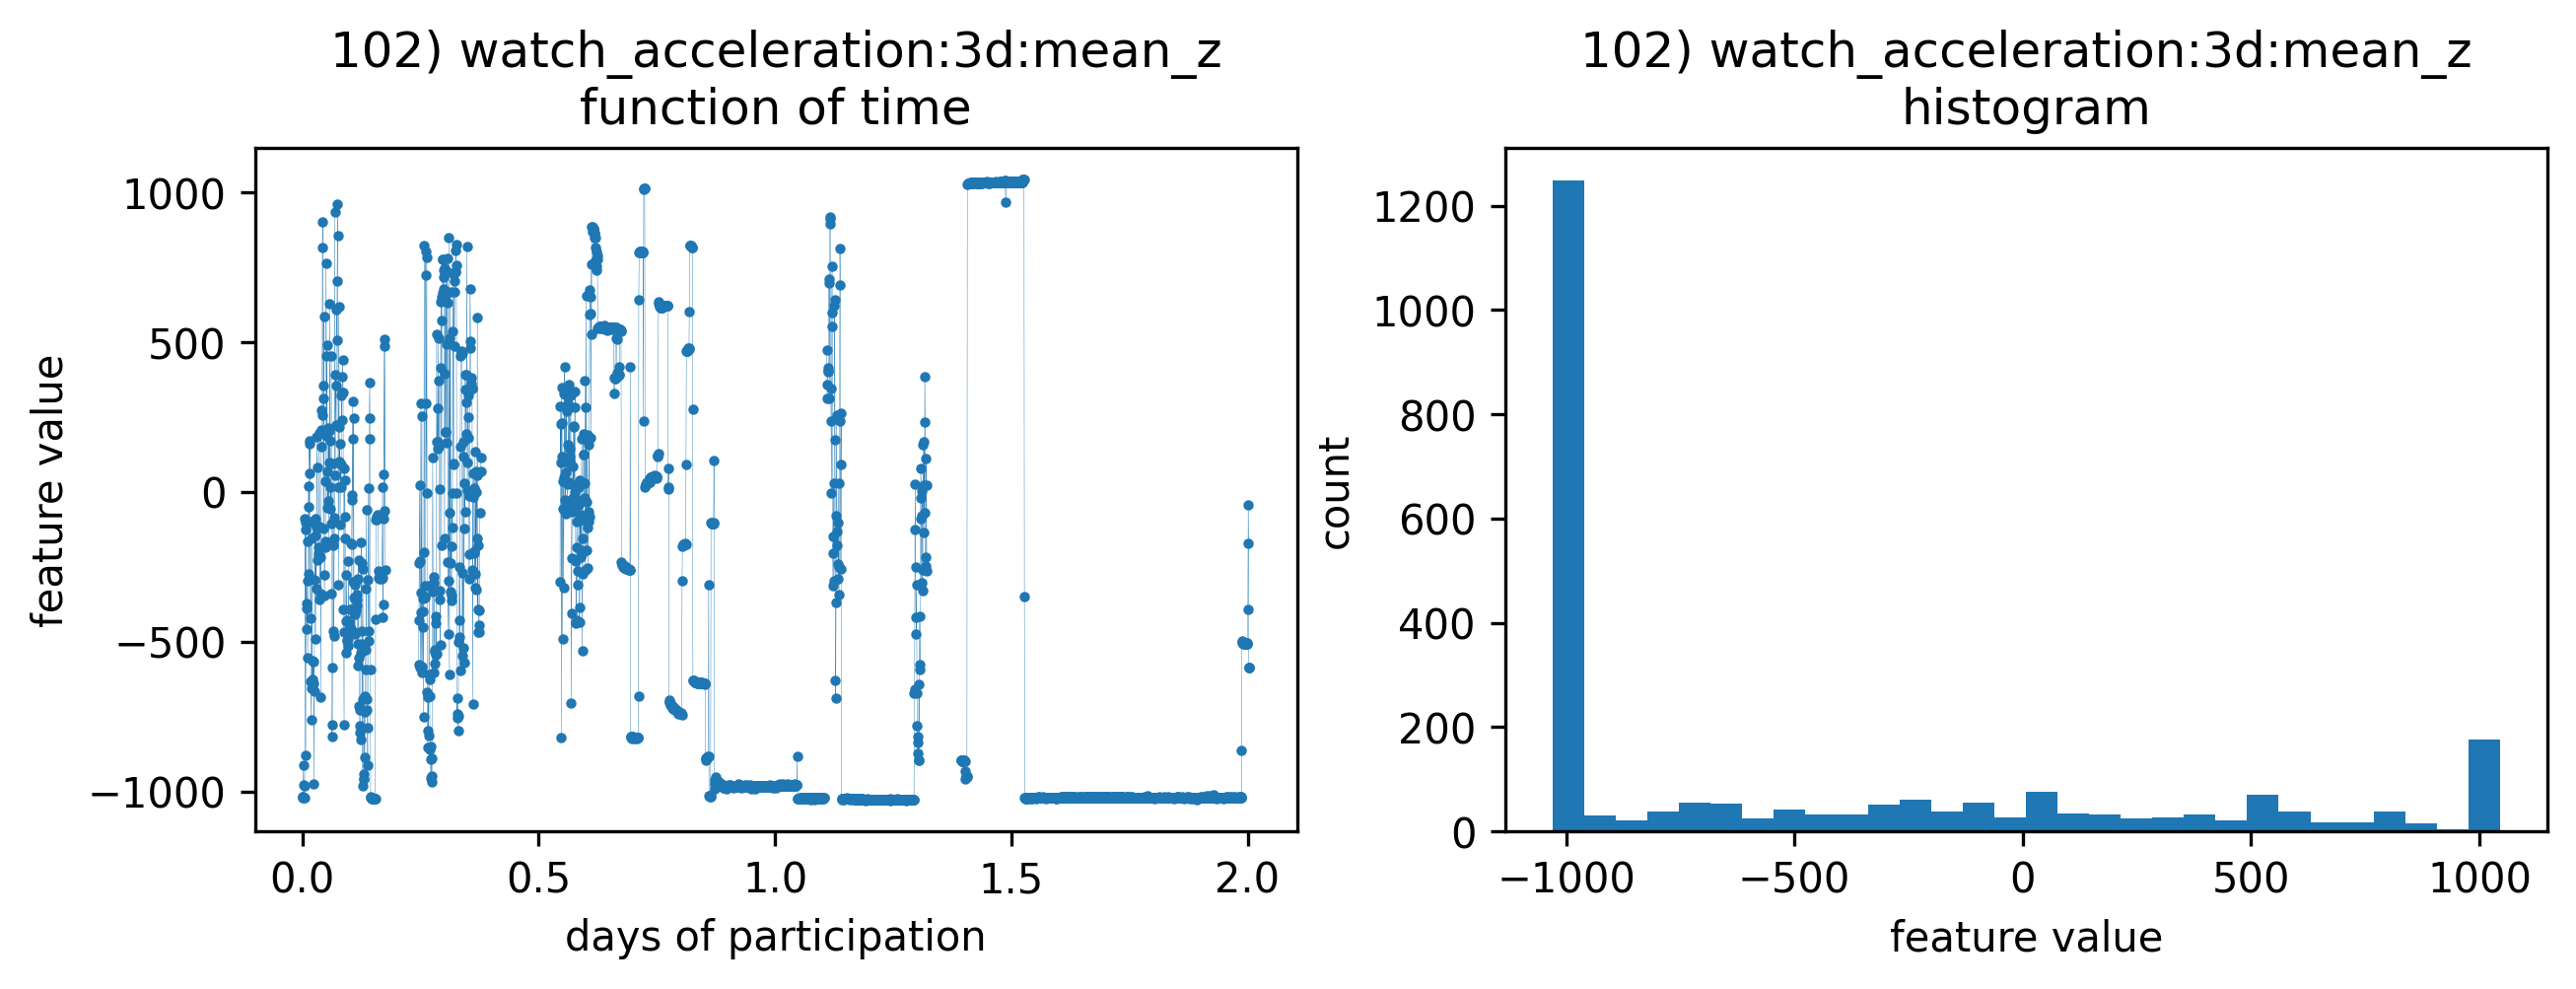 102) watch_acceleration:3d:mean_z
function of time
1000
500
0
−500
−1000
feature value
0.0
0.5
1.0
1.5
2.0
days of participation
102) watch_acceleration:3d:mean_z
histogram
1200
1000
800
600
400
200
0
count
−1000
−500
0
500
1000
feature value